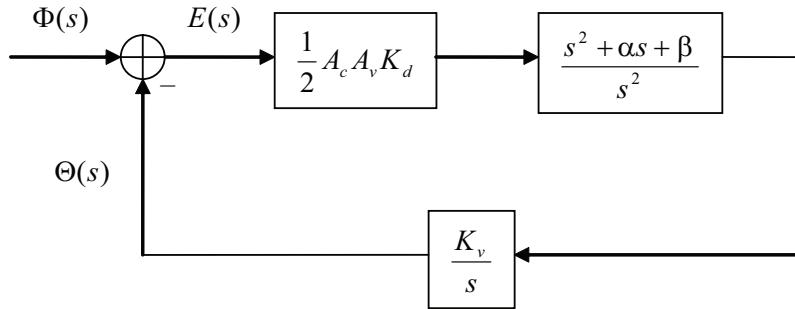 Φ(s)
E(s)
1/2 A_c A_v K_d
s² + αs + β / s²
−
Θ(s)
K_v / s